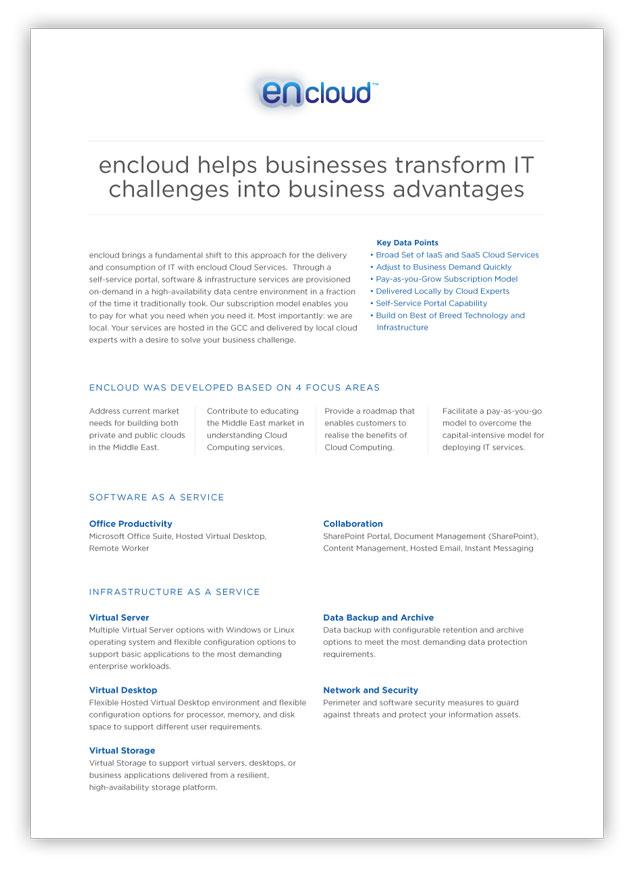 encloud™
encloud helps businesses transform IT
challenges into business advantages
encloud brings a fundamental shift to this approach for the delivery
and consumption of IT with encloud Cloud Services. Through a
self-service portal, software & infrastructure services are provisioned
on-demand in a high-availability data centre environment in a fraction
of the time it traditionally took. Our subscription model enables you
to pay for what you need when you need it. Most importantly: we are
local. Your services are hosted in the GCC and delivered by local cloud
experts with a desire to solve your business challenge.
Key Data Points
• Broad Set of IaaS and SaaS Cloud Services
• Adjust to Business Demand Quickly
• Pay-as-you-Grow Subscription Model
• Delivered Locally by Cloud Experts
• Self-Service Portal Capability
• Build on Best of Breed Technology and
Infrastructure
ENCLOUD WAS DEVELOPED BASED ON 4 FOCUS AREAS
Address current market
needs for building both
private and public clouds
in the Middle East.
Contribute to educating
the Middle East market in
understanding Cloud
Computing services.
Provide a roadmap that
enables customers to
realise the benefits of
Cloud Computing.
Facilitate a pay-as-you-go
model to overcome the
capital-intensive model for
deploying IT services.
SOFTWARE AS A SERVICE
Office Productivity
Microsoft Office Suite, Hosted Virtual Desktop,
Remote Worker
Collaboration
SharePoint Portal, Document Management (SharePoint),
Content Management, Hosted Email, Instant Messaging
INFRASTRUCTURE AS A SERVICE
Virtual Server
Multiple Virtual Server options with Windows or Linux
operating system and flexible configuration options to
support basic applications to the most demanding
enterprise workloads.
Data Backup and Archive
Data backup with configurable retention and archive
options to meet the most demanding data protection
requirements.
Virtual Desktop
Flexible Hosted Virtual Desktop environment and flexible
configuration options for processor, memory, and disk
space to support different user requirements.
Network and Security
Perimeter and software security measures to guard
against threats and protect your information assets.
Virtual Storage
Virtual Storage to support virtual servers, desktops, or
business applications delivered from a resilient,
high-availability storage platform.